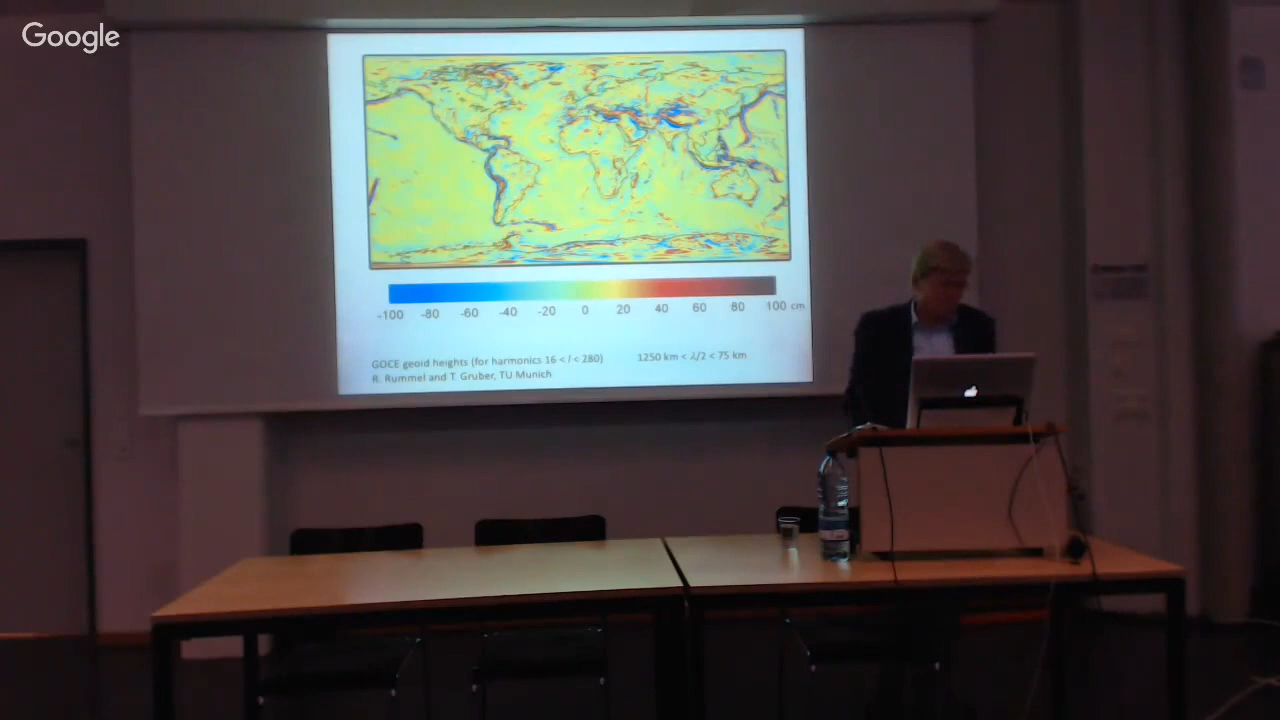 Google
-100 -80 -60 -40 -20 0 20 40 60 80 100 cm
GOCE geoid heights (for harmonics 16 < l < 280) 1250 km < λ/2 < 75 km
R. Rummel and T. Gruber, TU Munich